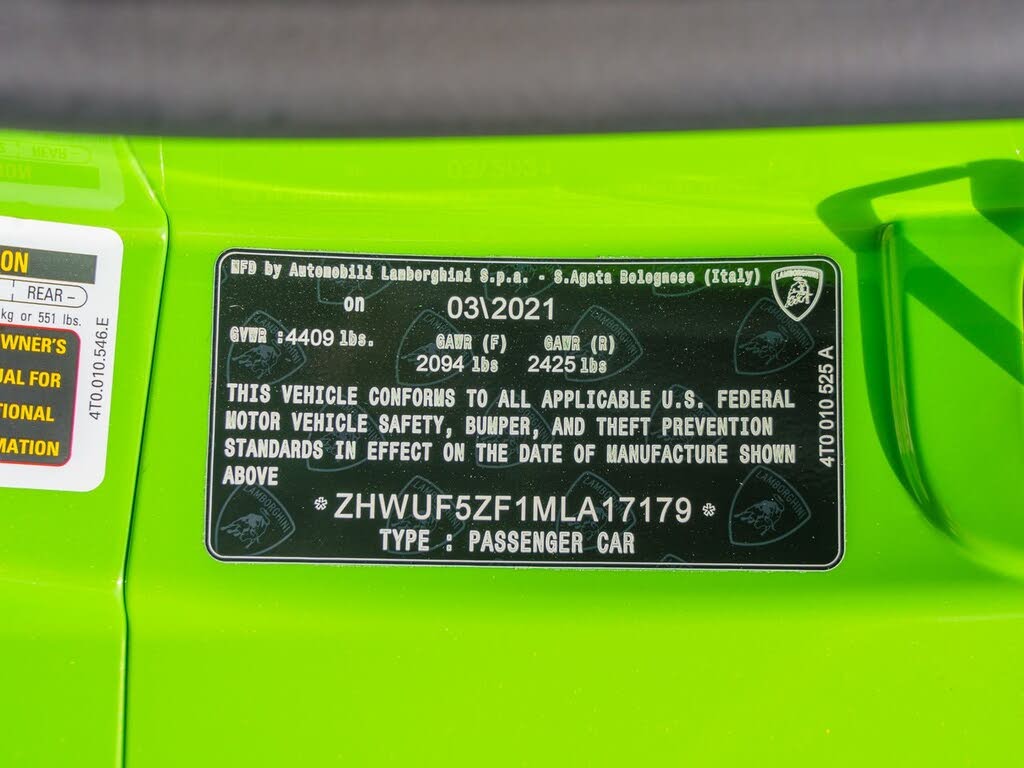 ON
REAR –
kg or 551 lbs.
WNER'S
UAL FOR
TIONAL
MATION
4T0.010.546.E
MFD by Automobili Lamborghini S.p.a. - S.Agata Bolognese (Italy)
LAMBORGHINI
on 03\2021
GVWR :4409 lbs. GAWR (F) GAWR (R)
2094 lbs 2425 lbs
THIS VEHICLE CONFORMS TO ALL APPLICABLE U.S. FEDERAL
MOTOR VEHICLE SAFETY, BUMPER, AND THEFT PREVENTION
STANDARDS IN EFFECT ON THE DATE OF MANUFACTURE SHOWN
ABOVE
* ZHWUF5ZF1MLA17179 *
TYPE : PASSENGER CAR
4T0 010 525 A